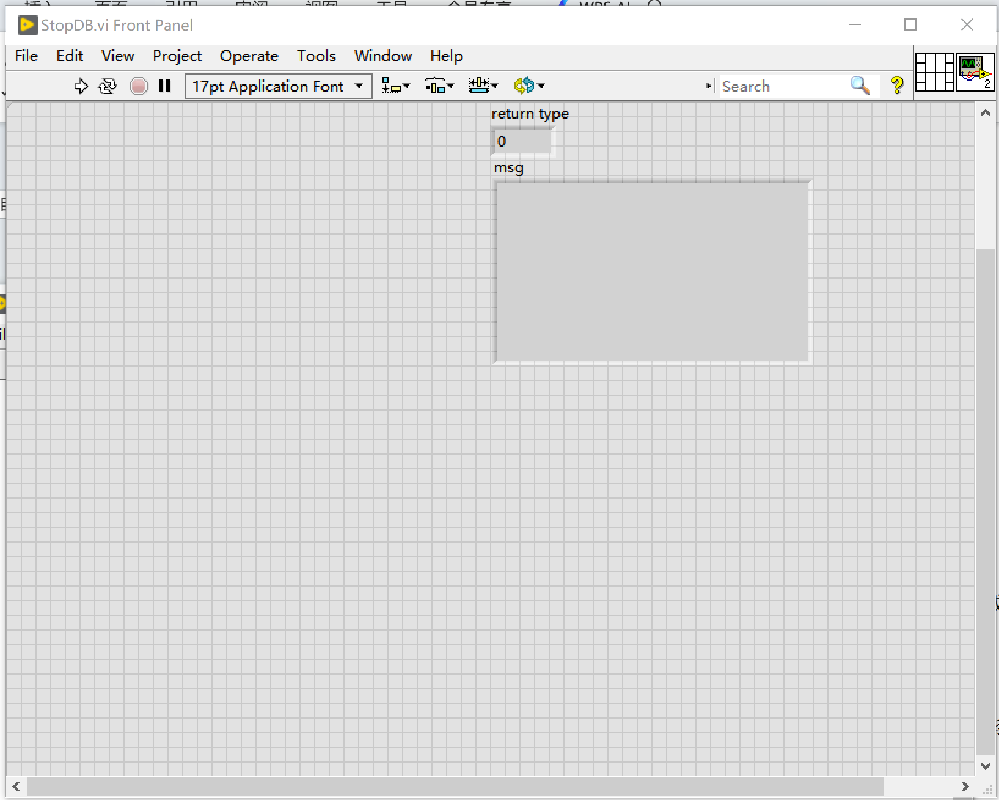 StopDB.vi Front Panel
File Edit View Project Operate Tools Window Help
17pt Application Font
Search
2
return type
0
msg